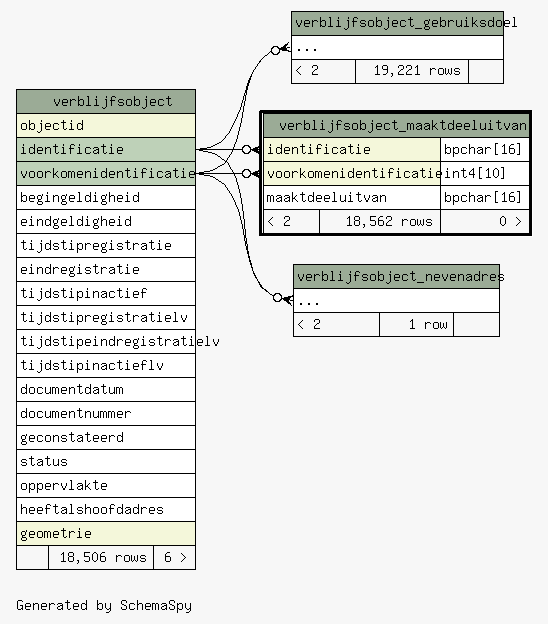 verblijfsobject_gebruiksdoel
...
< 2 19,221 rows
verblijfsobject
objectid
identificatie
voorkomenidentificatie
begingeldigheid
eindgeldigheid
tijdstipregistratie
eindregistratie
tijdstipinactief
tijdstipregistratielv
tijdstipeindregistratielv
tijdstipinactieflv
documentdatum
documentnummer
geconstateerd
status
oppervlakte
heeftalshoofdadres
geometrie
18,506 rows 6 >
verblijfsobject_maaktdeeluitvan
identificatie bpchar[16]
voorkomenidentificatie int4[10]
maaktdeeluitvan bpchar[16]
< 2 18,562 rows 0 >
verblijfsobject_nevenadres
...
< 2 1 row
Generated by SchemaSpy